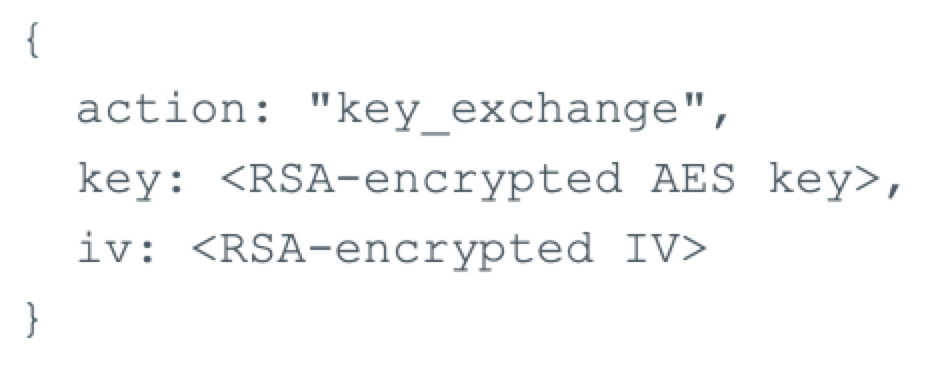 {
action: "key_exchange",
key: <RSA-encrypted AES key>,
iv: <RSA-encrypted IV>
}